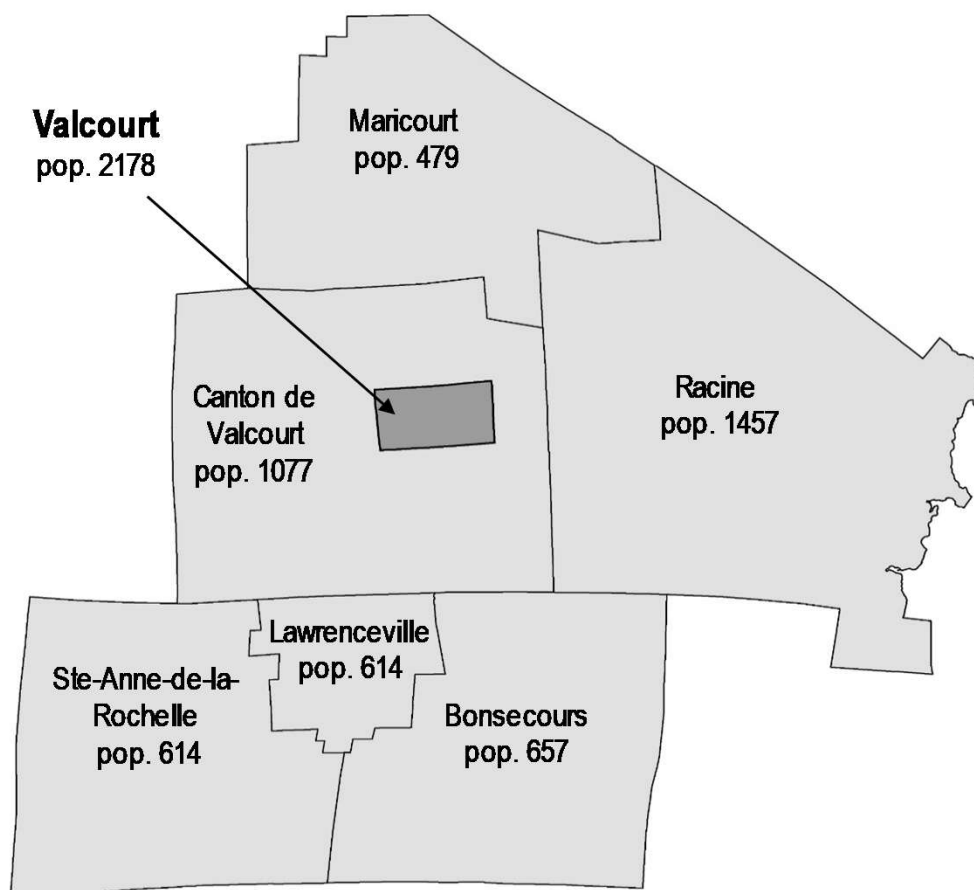 Valcourt
pop. 2178
Maricourt
pop. 479
Canton de
Valcourt
pop. 1077
Racine
pop. 1457
Lawrenceville
pop. 614
Ste-Anne-de-la-
Rochelle
pop. 614
Bonsecours
pop. 657